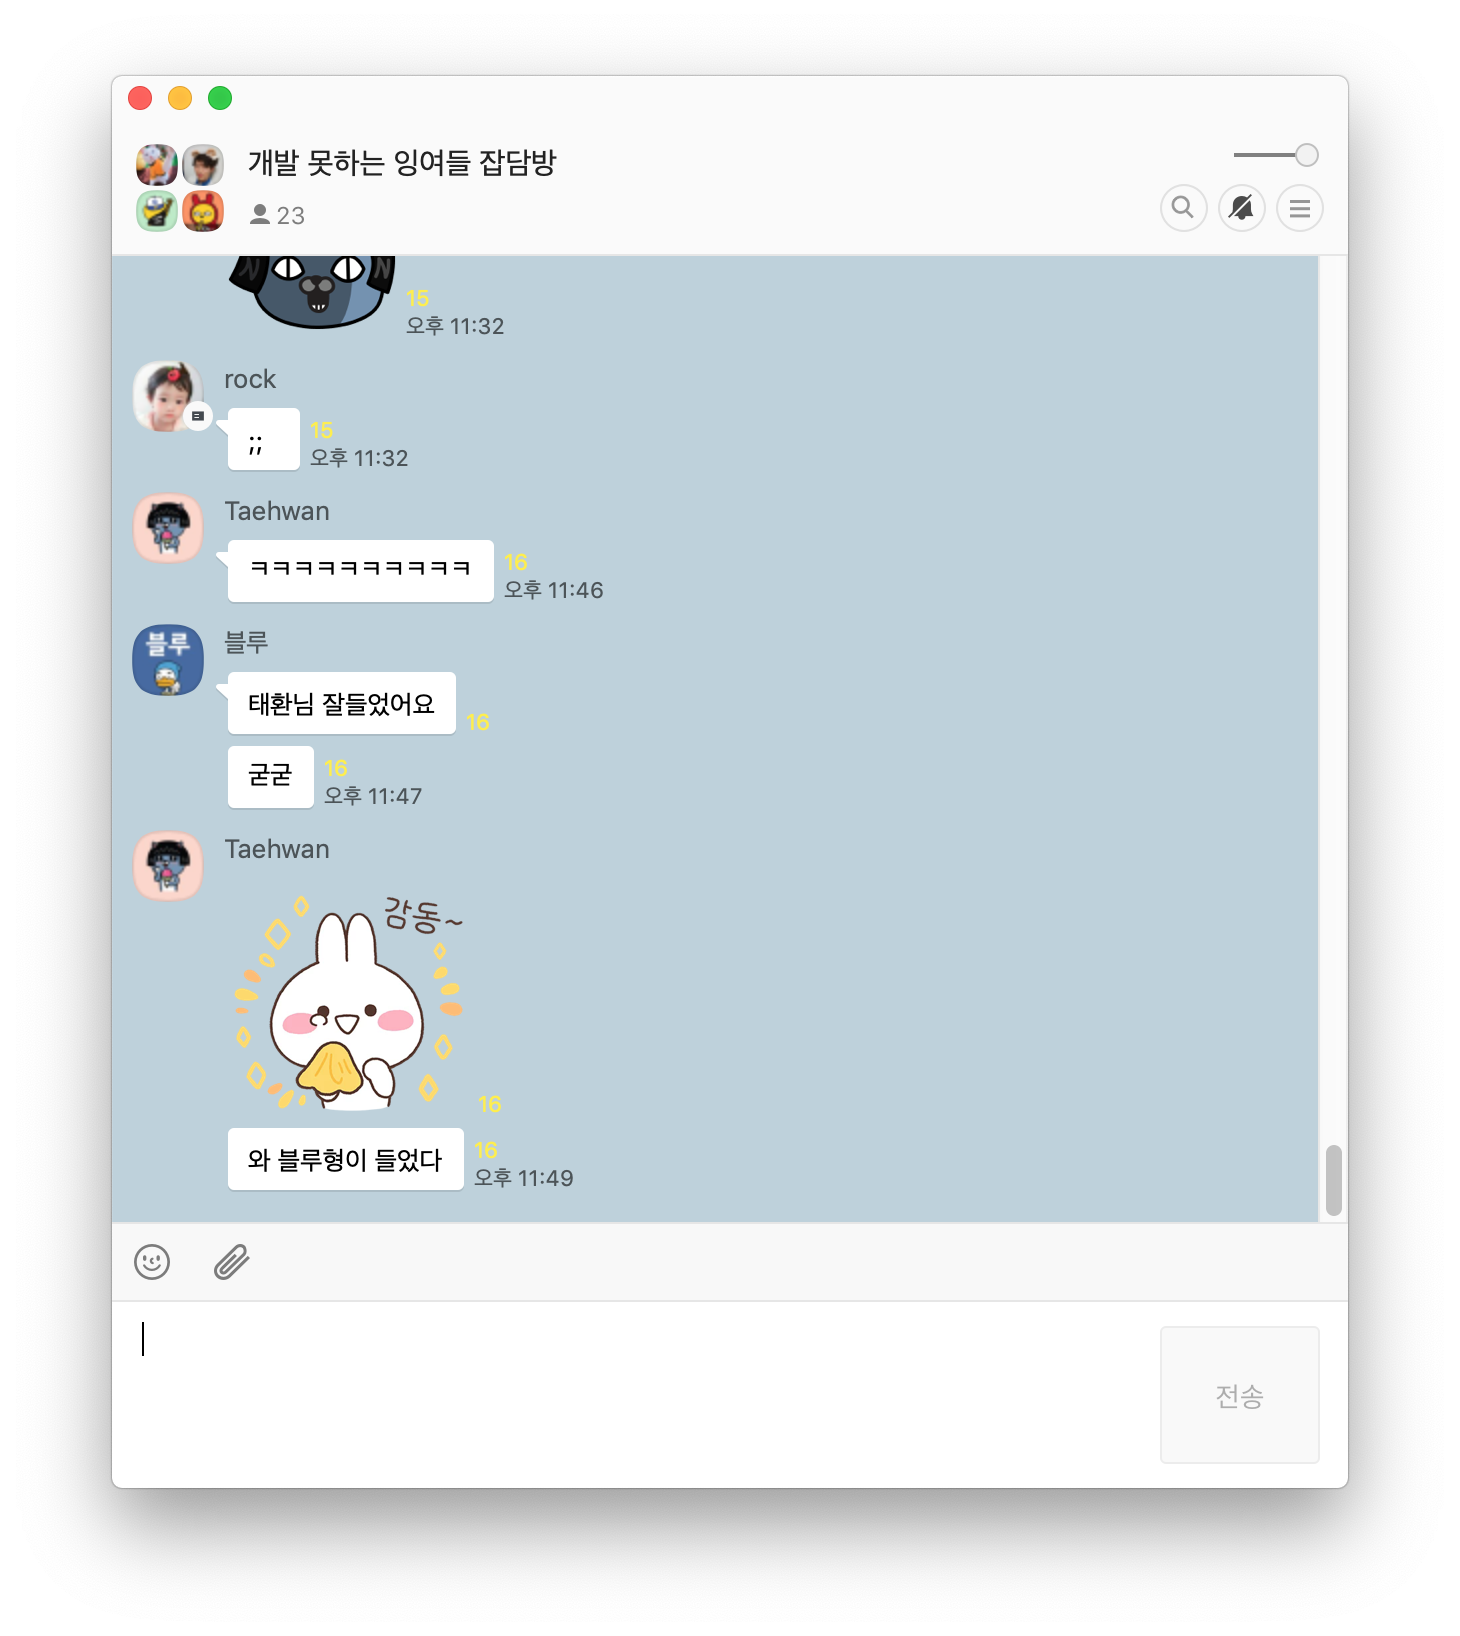 개발 못하는 잉여들 잡담방
23
15
오후 11:32
rock
;;
15
오후 11:32
Taehwan
ㅋㅋㅋㅋㅋㅋㅋㅋㅋㅋ
16
오후 11:46
블루
블루
태환님 잘들었어요
16
굳굳
16
오후 11:47
Taehwan
감동~
16
와 블루형이 들었다
16
오후 11:49
전송